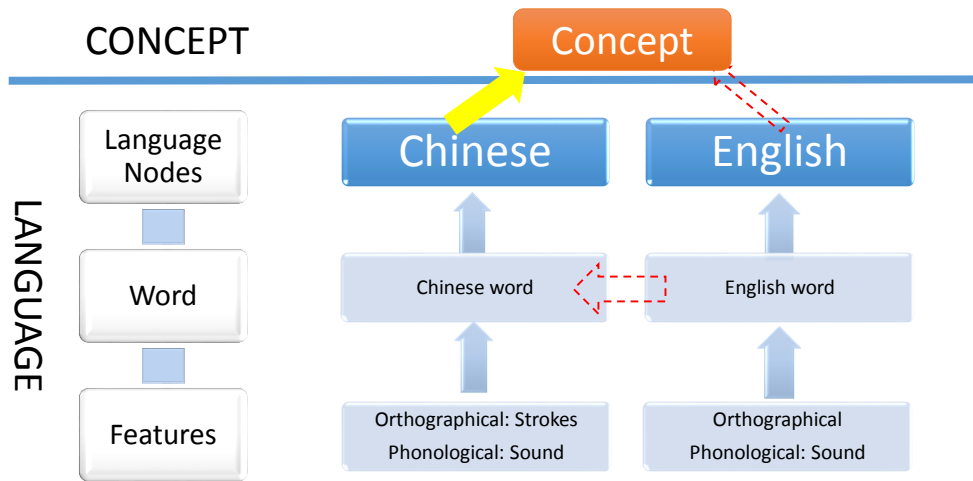 CONCEPT
Concept
LANGUAGE
Language
Nodes
Chinese
English
Word
Chinese word
English word
Features
Orthographical: Strokes
Phonological: Sound
Orthographical
Phonological: Sound